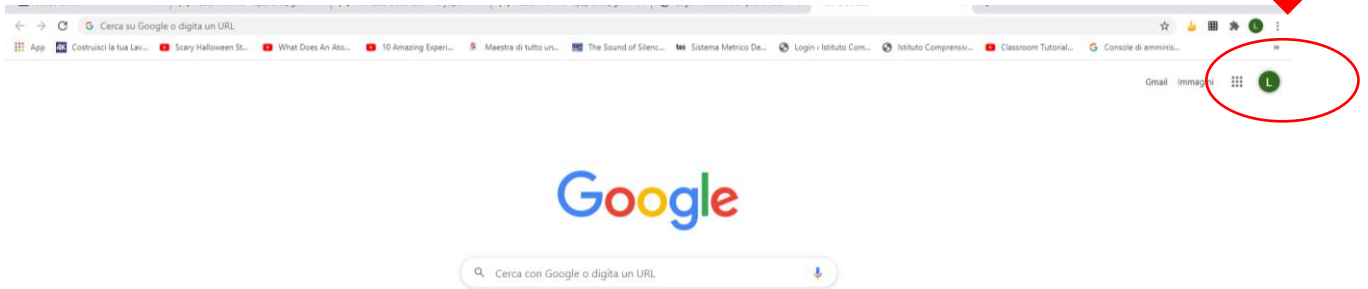 Cerca su Google o digita un URL L
App Costruisci la tua Lav... Scary Halloween St... What Does An Ato... 10 Amazing Experi... Maestra di tutto un... The Sound of Silenc... Sistema Metrico De... Login ‹ Istituto Com... Istituto Comprensiv... Classroom Tutorial... Console di amminis... »
Gmail Immagini L
Google
Cerca con Google o digita un URL